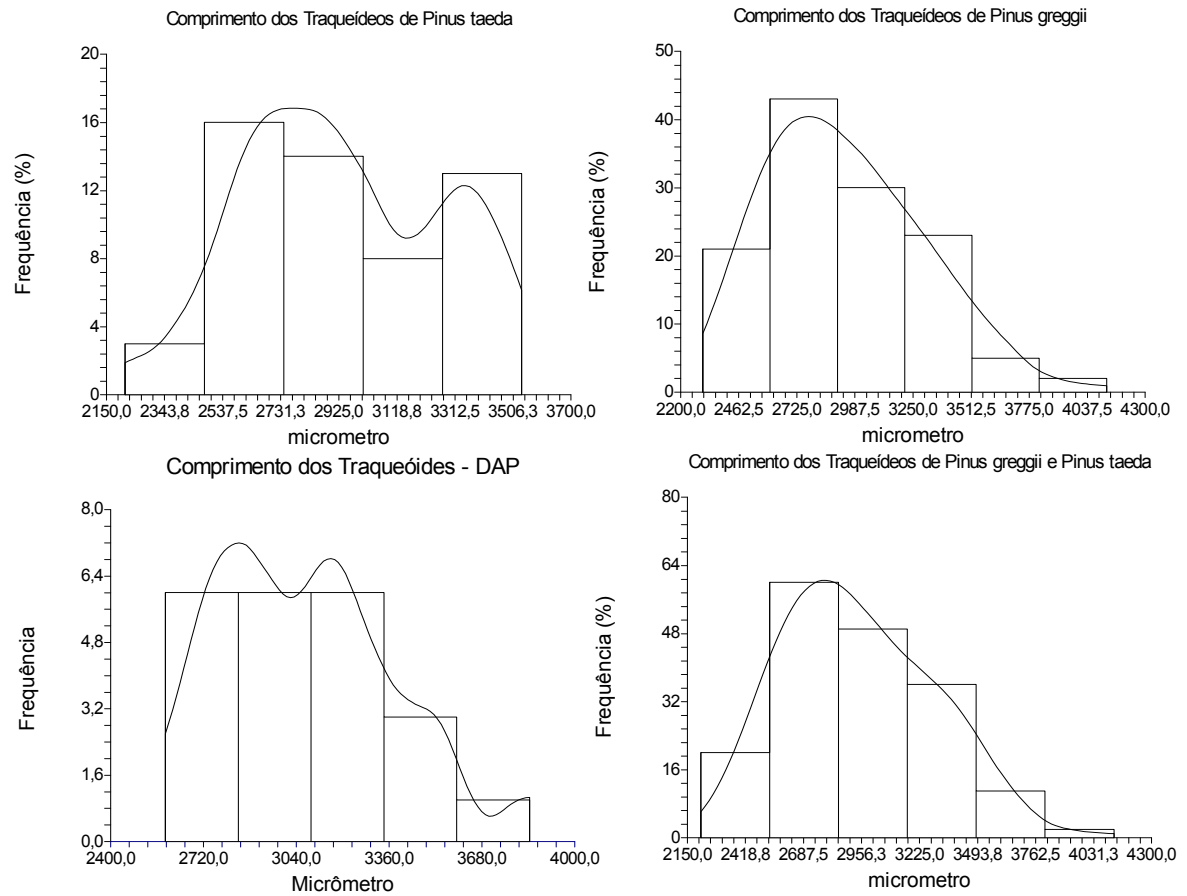 Comprimento dos Traqueídeos de Pinus taeda
20
16
12
8
4
0
Frequência (%)
2150,0 2343,8 2537,5 2731,3 2925,0 3118,8 3312,5 3506,3 3700,0
micrometro
Comprimento dos Traqueídeos de Pinus greggii
50
40
30
20
10
0
Frequência (%)
2200,0 2462,5 2725,0 2987,5 3250,0 3512,5 3775,0 4037,5 4300,0
micrometro
Comprimento dos Traqueóides - DAP
8,0
6,4
4,8
3,2
1,6
0,0
Frequência
2400,0 2720,0 3040,0 3360,0 3680,0 4000,0
Micrômetro
Comprimento dos Traqueídeos de Pinus greggii e Pinus taeda
80
64
48
32
16
0
Frequência (%)
2150,0 2418,8 2687,5 2956,3 3225,0 3493,8 3762,5 4031,3 4300,0
micrometro